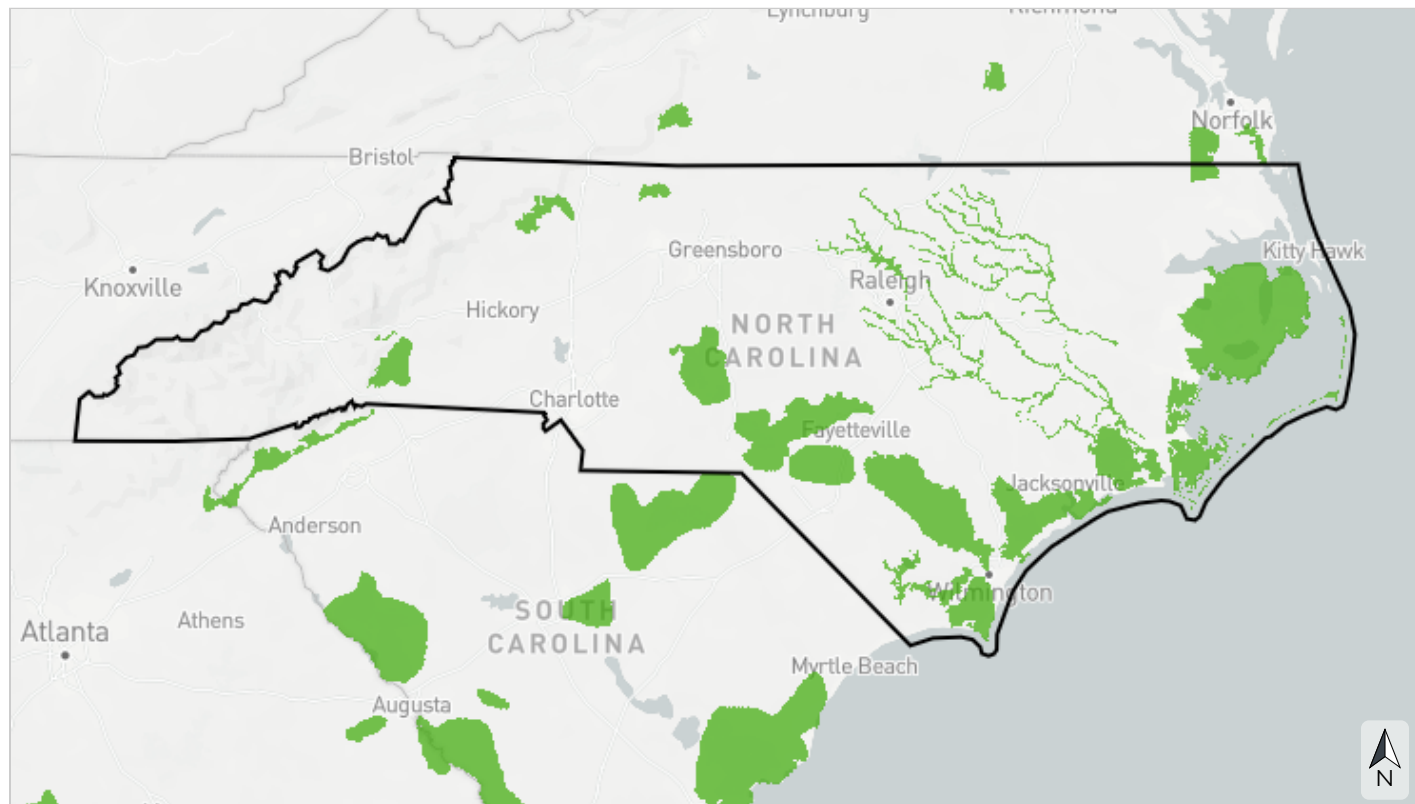 Lynchburg
Richmond
Norfolk
Bristol
Kitty Hawk
Greensboro
Knoxville
Raleigh
Hickory
NORTH
CAROLINA
Charlotte
Fayetteville
Jacksonville
Anderson
Wilmington
SOUTH
CAROLINA
Athens
Atlanta
Myrtle Beach
Augusta
N